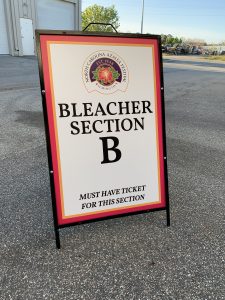 BLEACHER
SECTION
B
MUST HAVE TICKET
FOR THIS SECTION